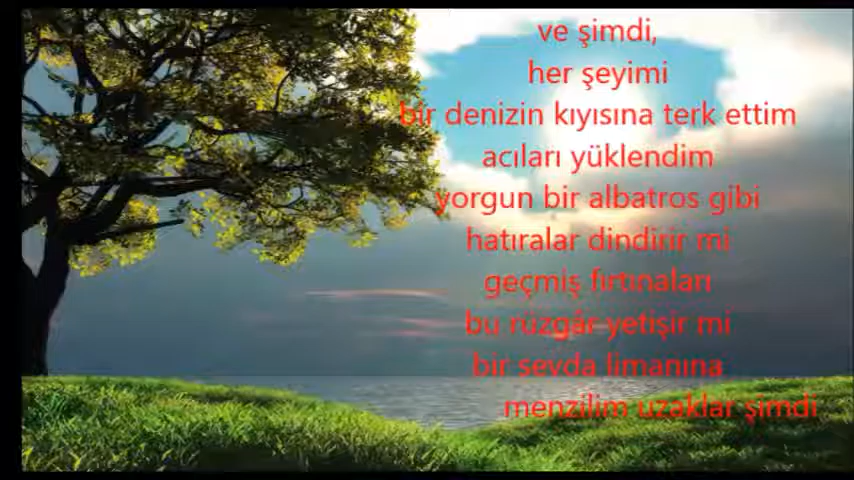 ve şimdi,
her şeyimi
bir denizin kıyısına terk ettim
acıları yüklendim
yorgun bir albatros gibi
hatıralar dindirir mi
geçmiş fırtınaları
bu rüzgâr yetişir mi
bir sevda limanına
menzilim uzaklar şimdi